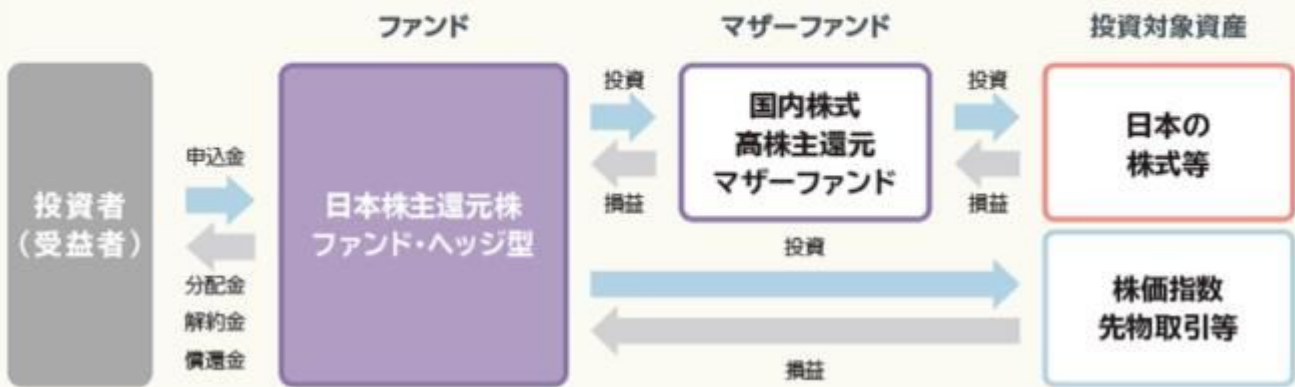 ファンド
マザーファンド
投資対象資産
投資者
（受益者）
申込金
分配金
解約金
償還金
日本株主還元株
ファンド・ヘッジ型
投資
損益
国内株式
高株主還元
マザーファンド
投資
損益
日本の
株式等
投資
損益
株価指数
先物取引等